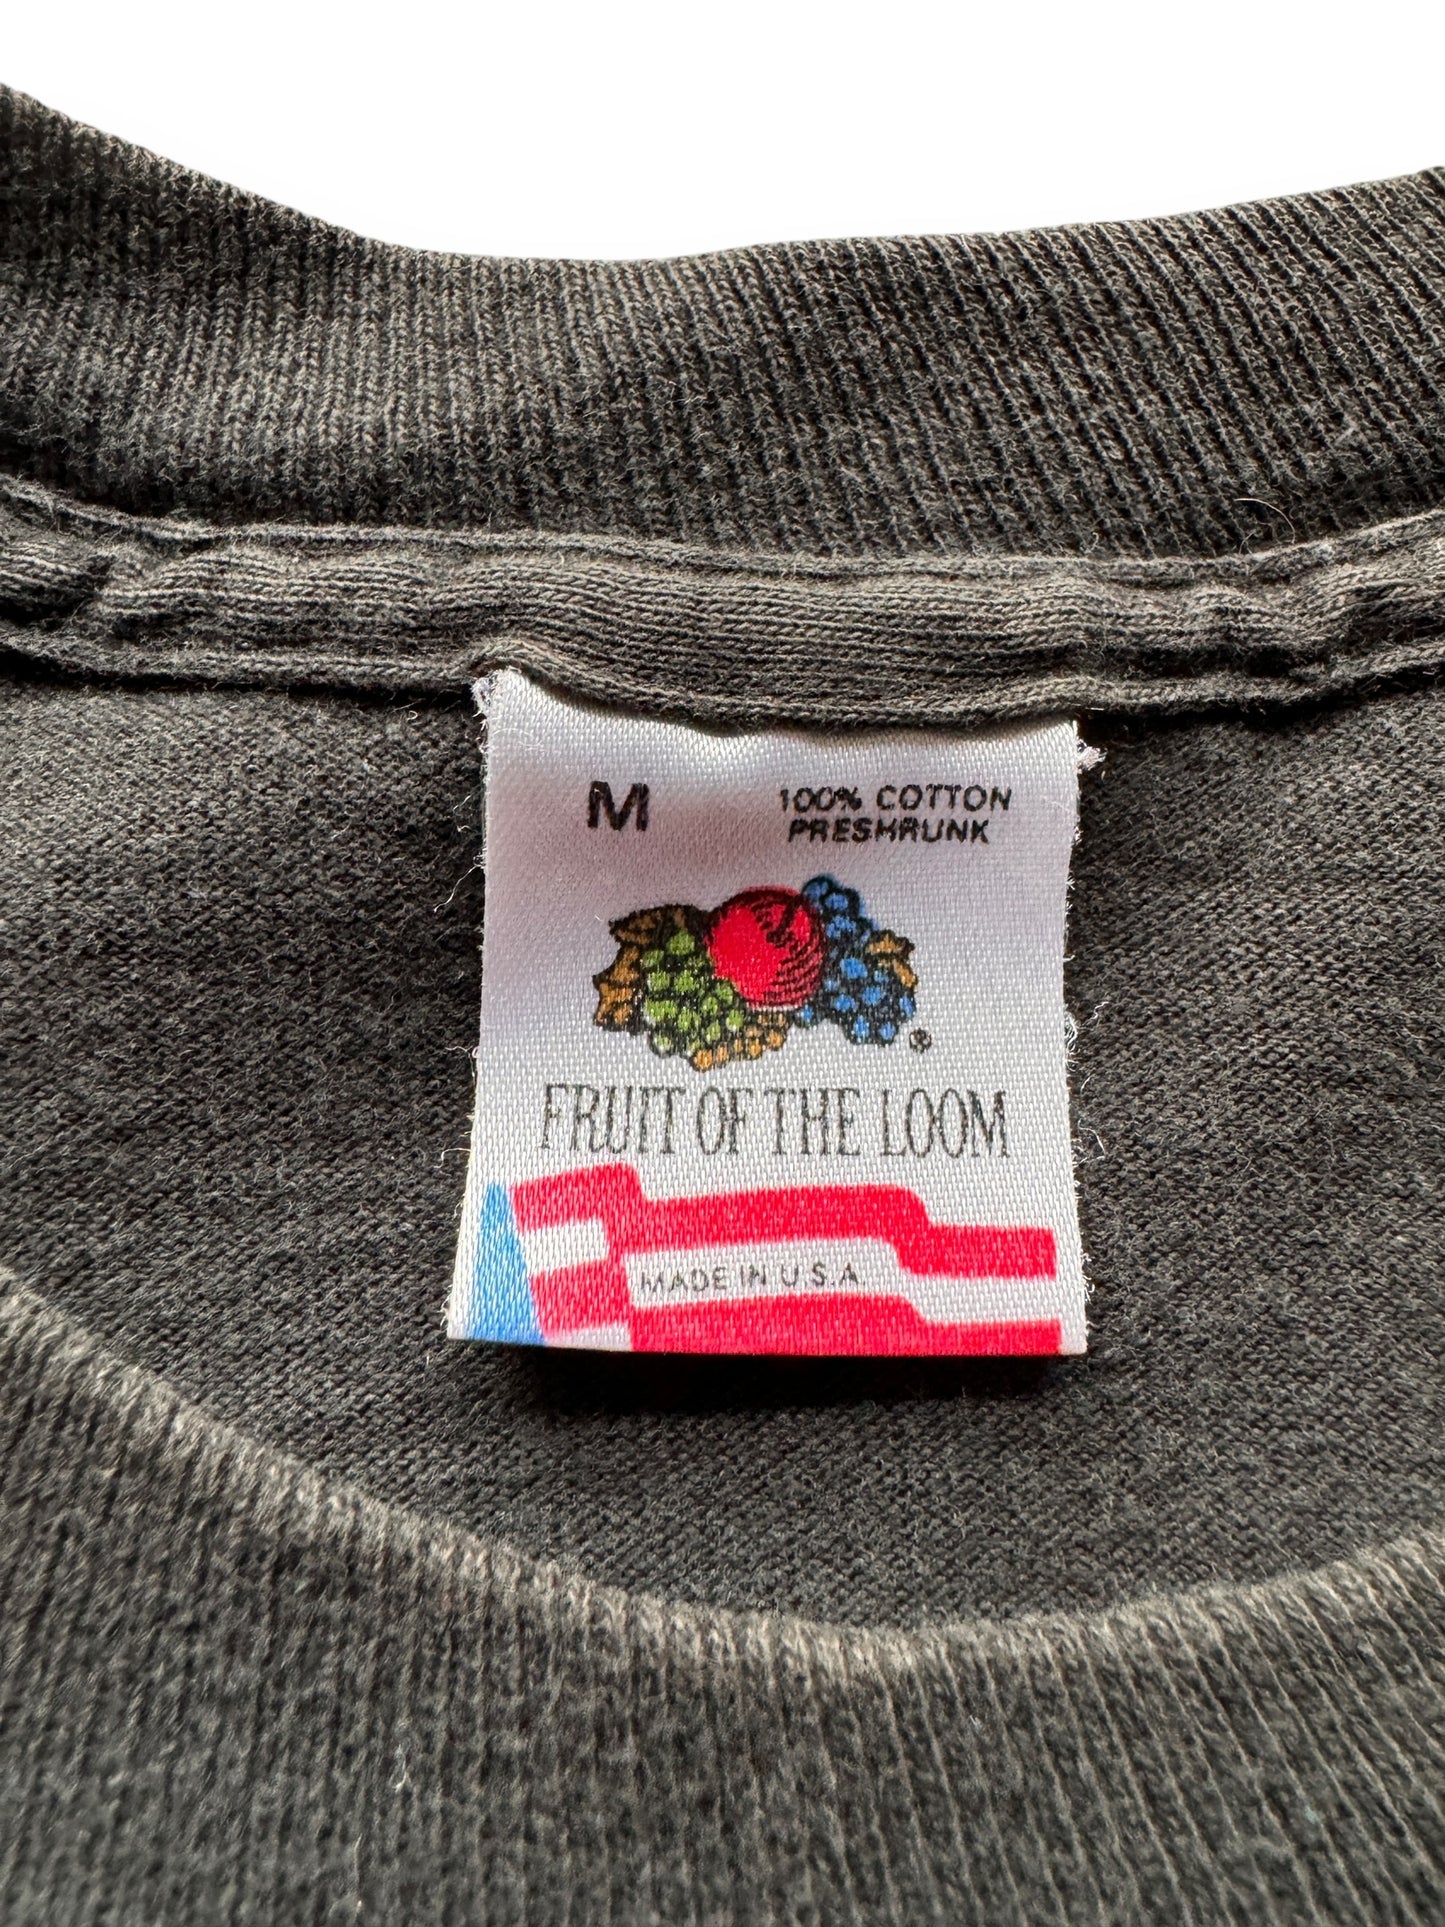 M
100% COTTON
PRESHRUNK
®
FRUIT OF THE LOOM
MADE IN U.S.A